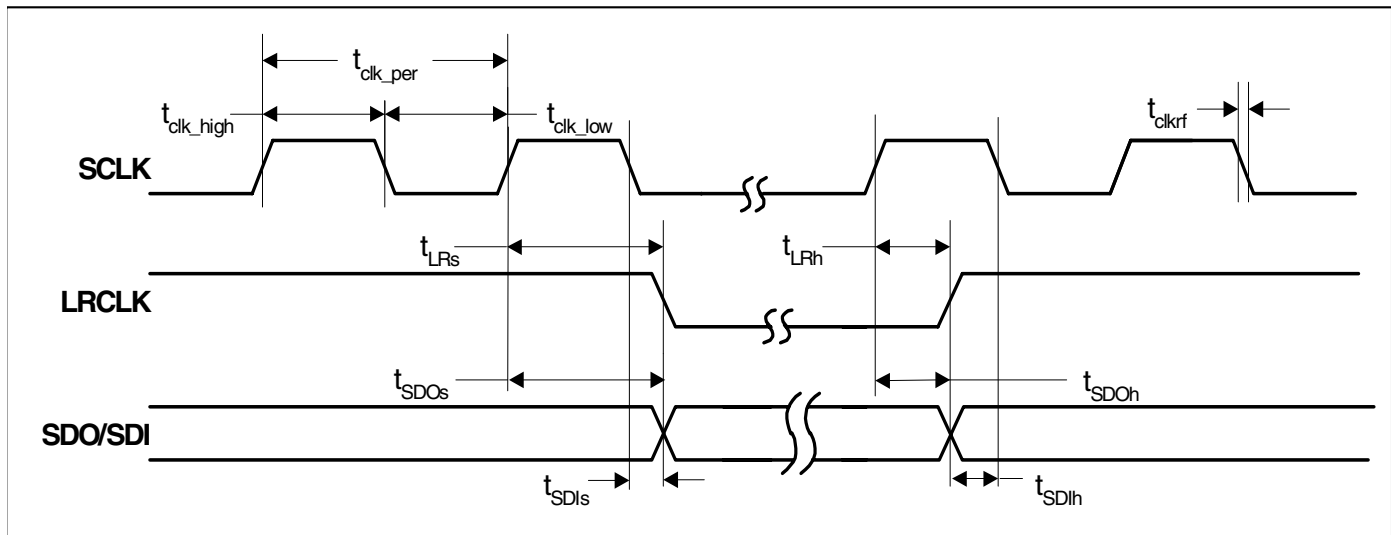 t_clk_per
t_clk_high
t_clk_low
t_clkrf
SCLK
t_LRs
t_LRh
LRCLK
t_SDOs
t_SDOh
SDO/SDI
t_SDIs
t_SDIh